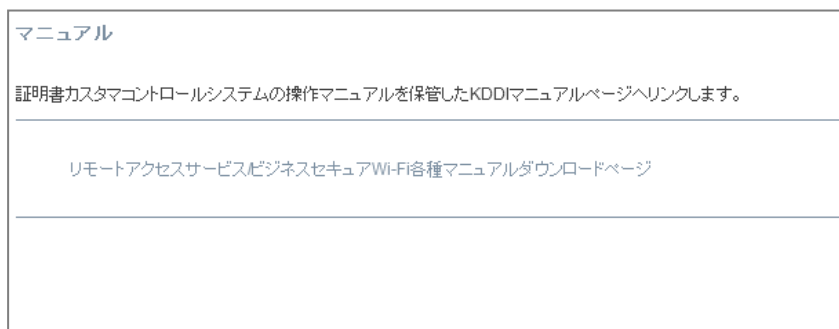 マニュアル
証明書カスタマコントロールシステムの操作マニュアルを保管したKDDIマニュアルページへリンクします。
リモートアクセスサービス/ビジネスセキュアWi-Fi各種マニュアルダウンロードページ